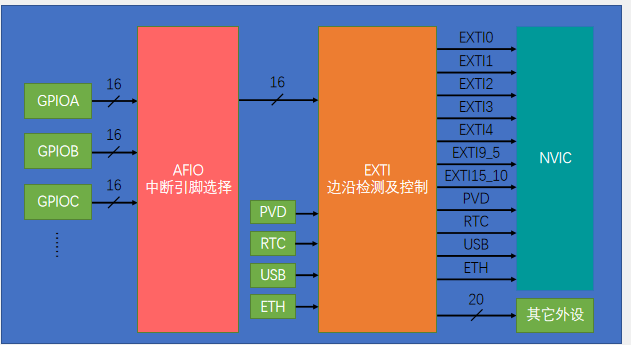 GPIOA
16
GPIOB
16
GPIOC
16
AFIO
中断引脚选择
16
PVD
RTC
USB
ETH
EXTI
边沿检测及控制
EXTI0
EXTI1
EXTI2
EXTI3
EXTI4
EXTI9_5
EXTI15_10
PVD
RTC
USB
ETH
20
NVIC
其它外设